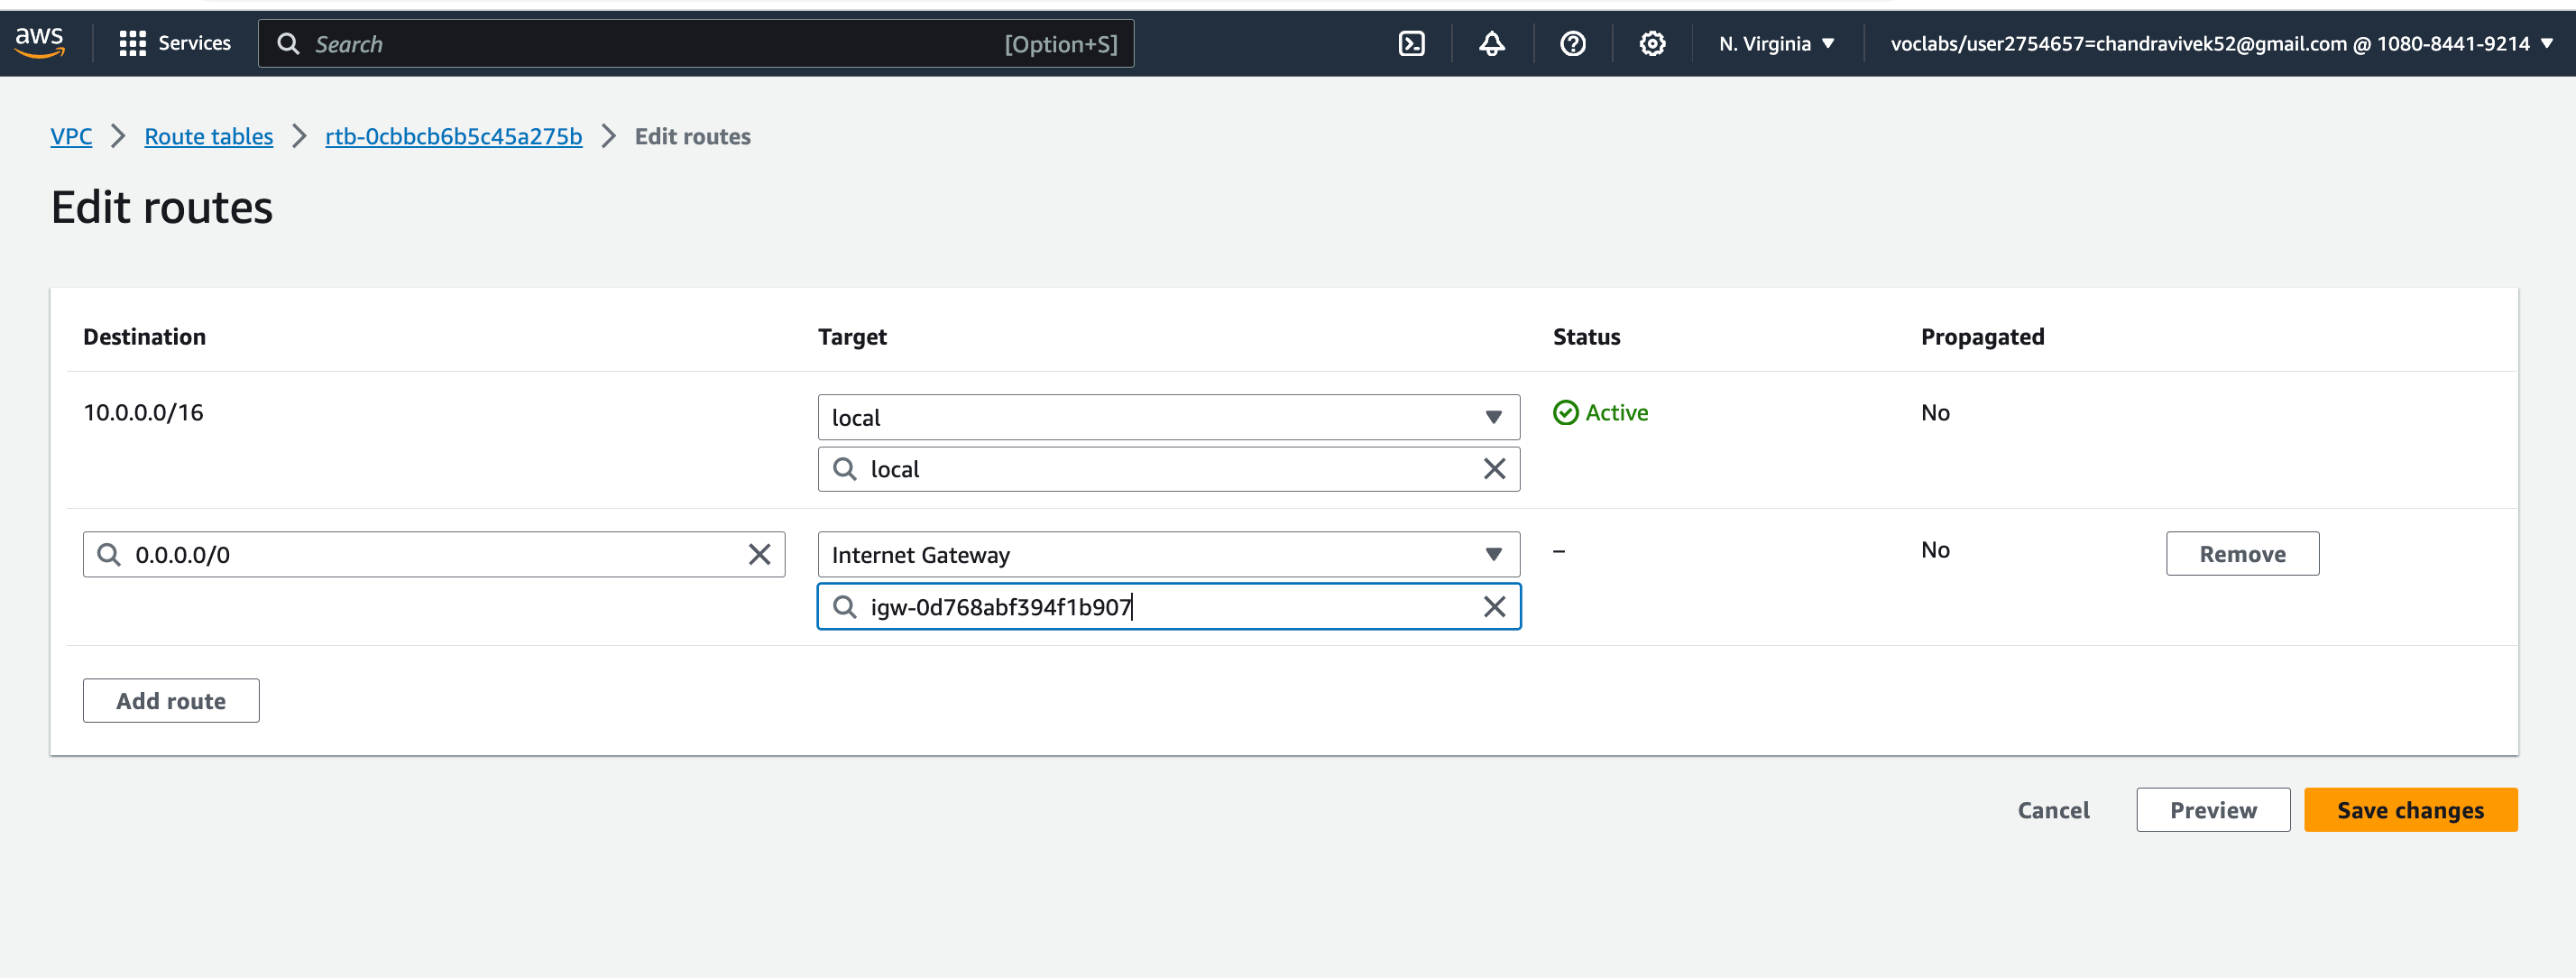 aws Services Search [Option+S] N. Virginia voclabs/user2754657=chandravivek52@gmail.com @ 1080-8441-9214
VPC Route tables rtb-0cbbcb6b5c45a275b Edit routes
Edit routes
Destination Target Status Propagated
10.0.0.0/16 local Active No
local
0.0.0.0/0 Internet Gateway – No Remove
igw-0d768abf394f1b907
Add route
Cancel Preview Save changes